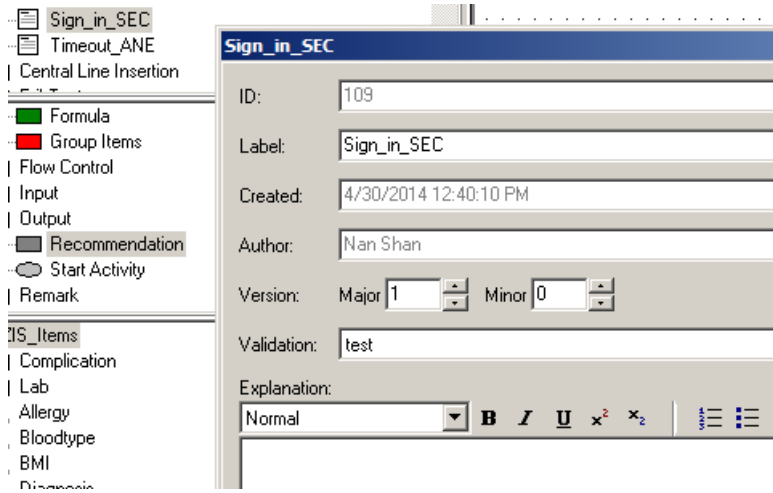 Sign_in_SEC
Timeout_ANE
Central Line Insertion
Formula
Group Items
Flow Control
Input
Output
Recommendation
Start Activity
Remark
IS_Items
Complication
Lab
Allergy
Bloodtype
BMI
Diagnosis
Sign_in_SEC
ID: 109
Label: Sign_in_SEC
Created: 4/30/2014 12:40:10 PM
Author: Nan Shan
Version: Major 1 Minor 0
Validation: test
Explanation:
Normal B I U x² x₂